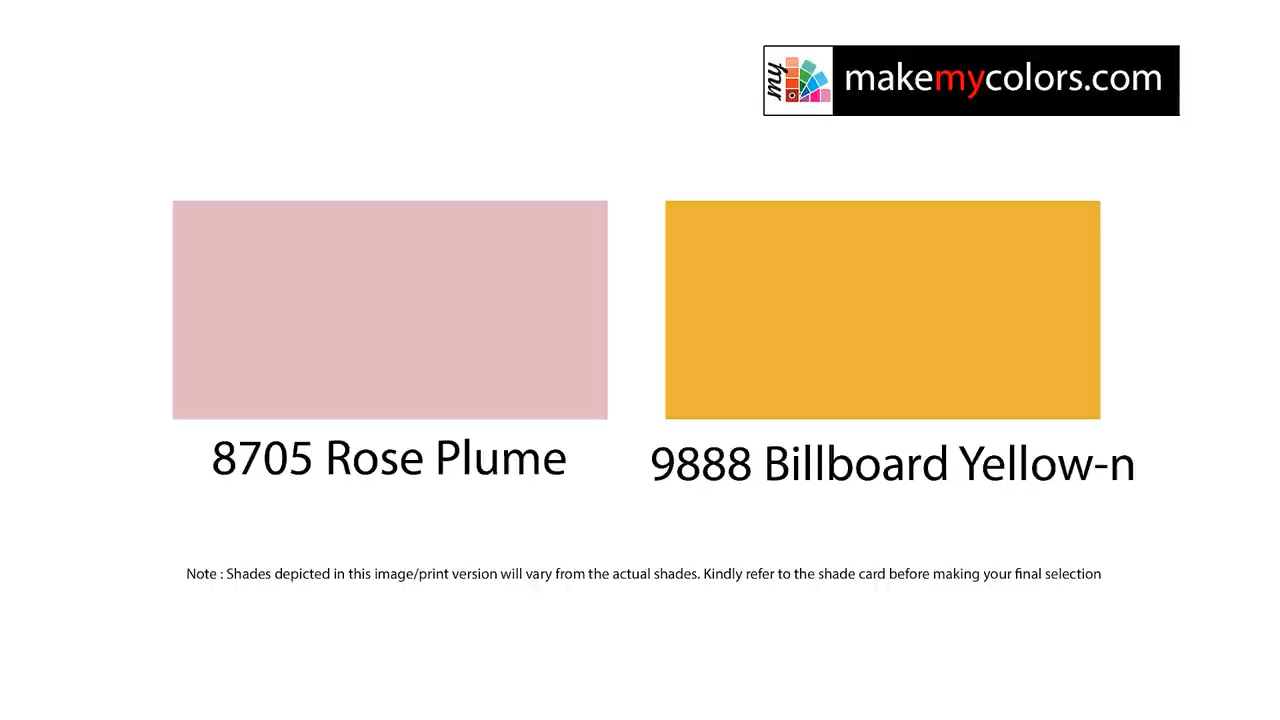 my
makemycolors.com
8705 Rose Plume
9888 Billboard Yellow-n
Note : Shades depicted in this image/print version will vary from the actual shades. Kindly refer to the shade card before making your final selection